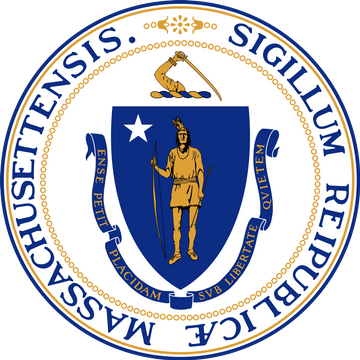 SIGILLUM REIPUBLICÆ MASSACHUSETTENSIS.
ENSE PETIT
PLACIDAM
SVB LIBERTATE
QVIETEM